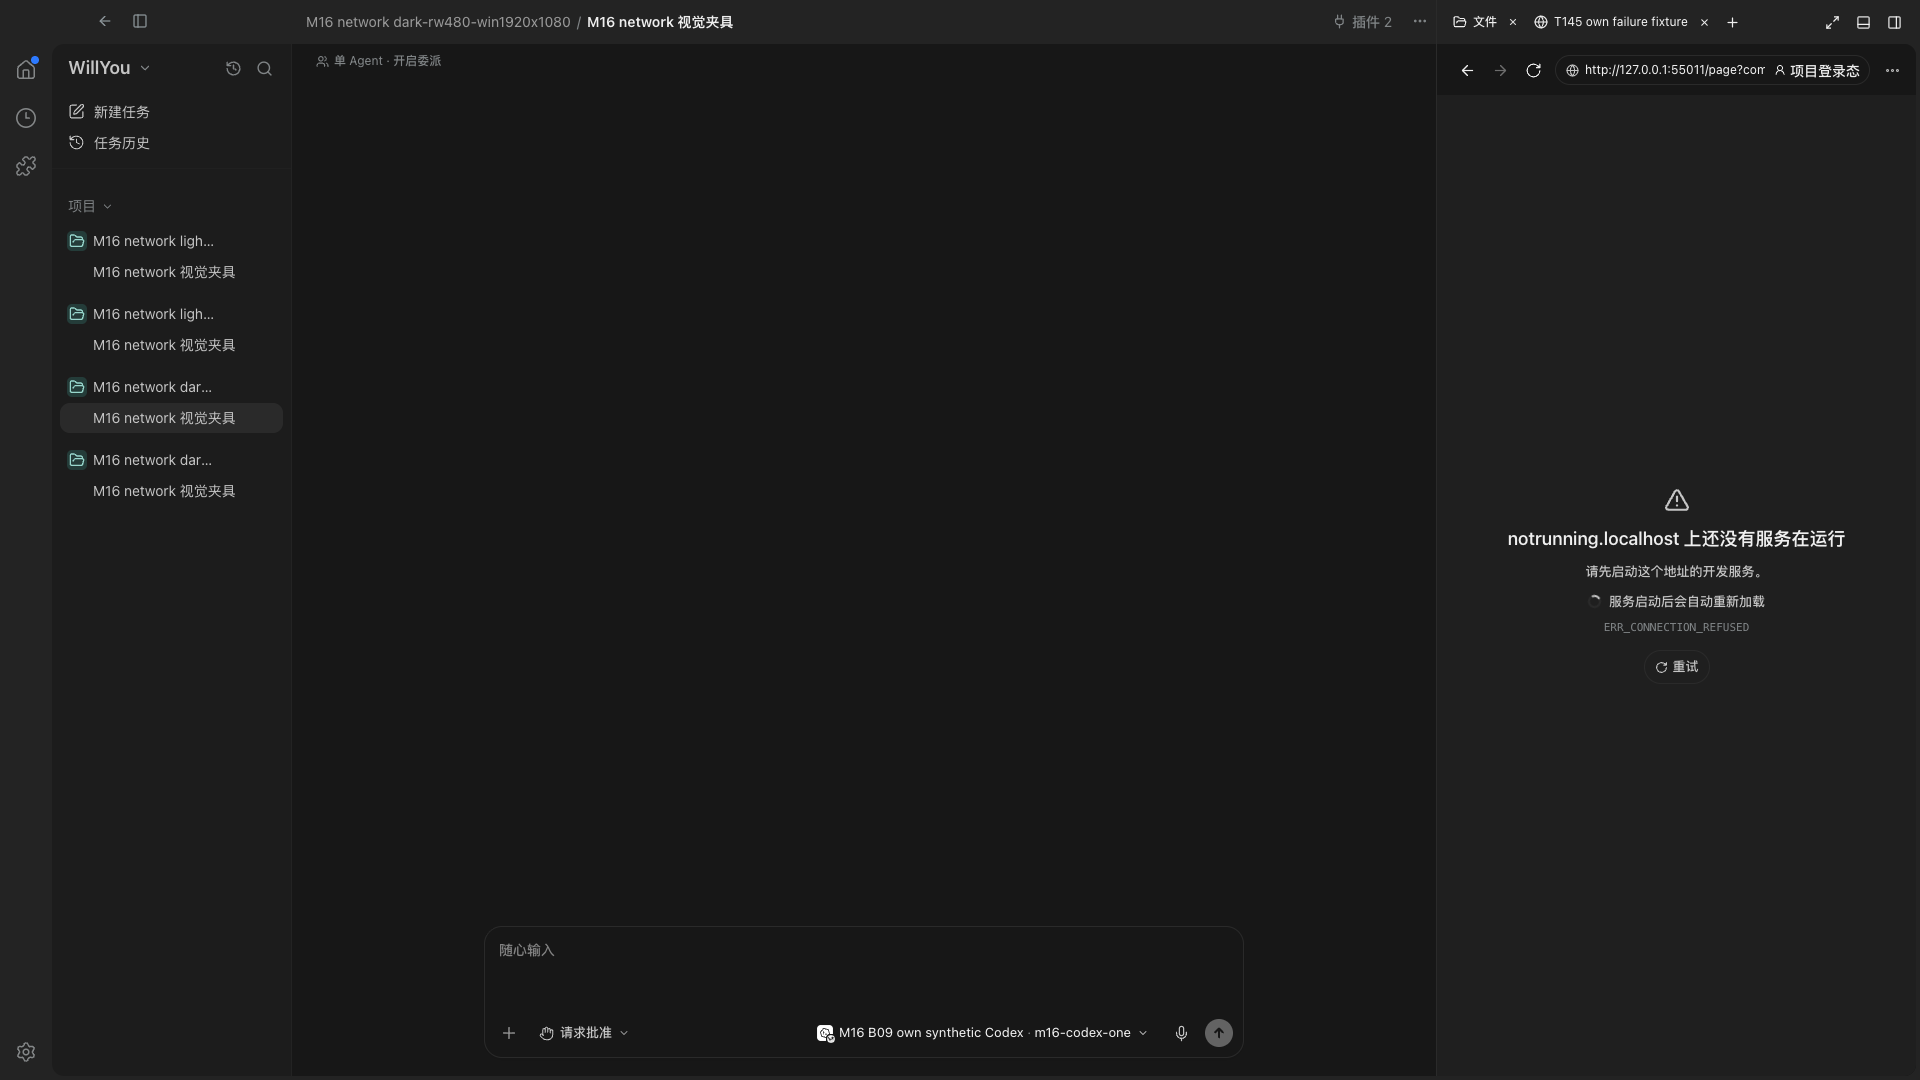 M16 network dark-rw480-win1920x1080 / M16 network 视觉夹具
插件 2
文件
T145 own failure fixture
WillYou
新建任务
任务历史
项目
M16 network ligh...
M16 network 视觉夹具
M16 network ligh...
M16 network 视觉夹具
M16 network dar...
M16 network 视觉夹具
M16 network dar...
M16 network 视觉夹具
单 Agent · 开启委派
随心输入
请求批准
M16 B09 own synthetic Codex · m16-codex-one
http://127.0.0.1:55011/page?com
项目登录态
notrunning.localhost 上还没有服务在运行
请先启动这个地址的开发服务。
服务启动后会自动重新加载
ERR_CONNECTION_REFUSED
重试